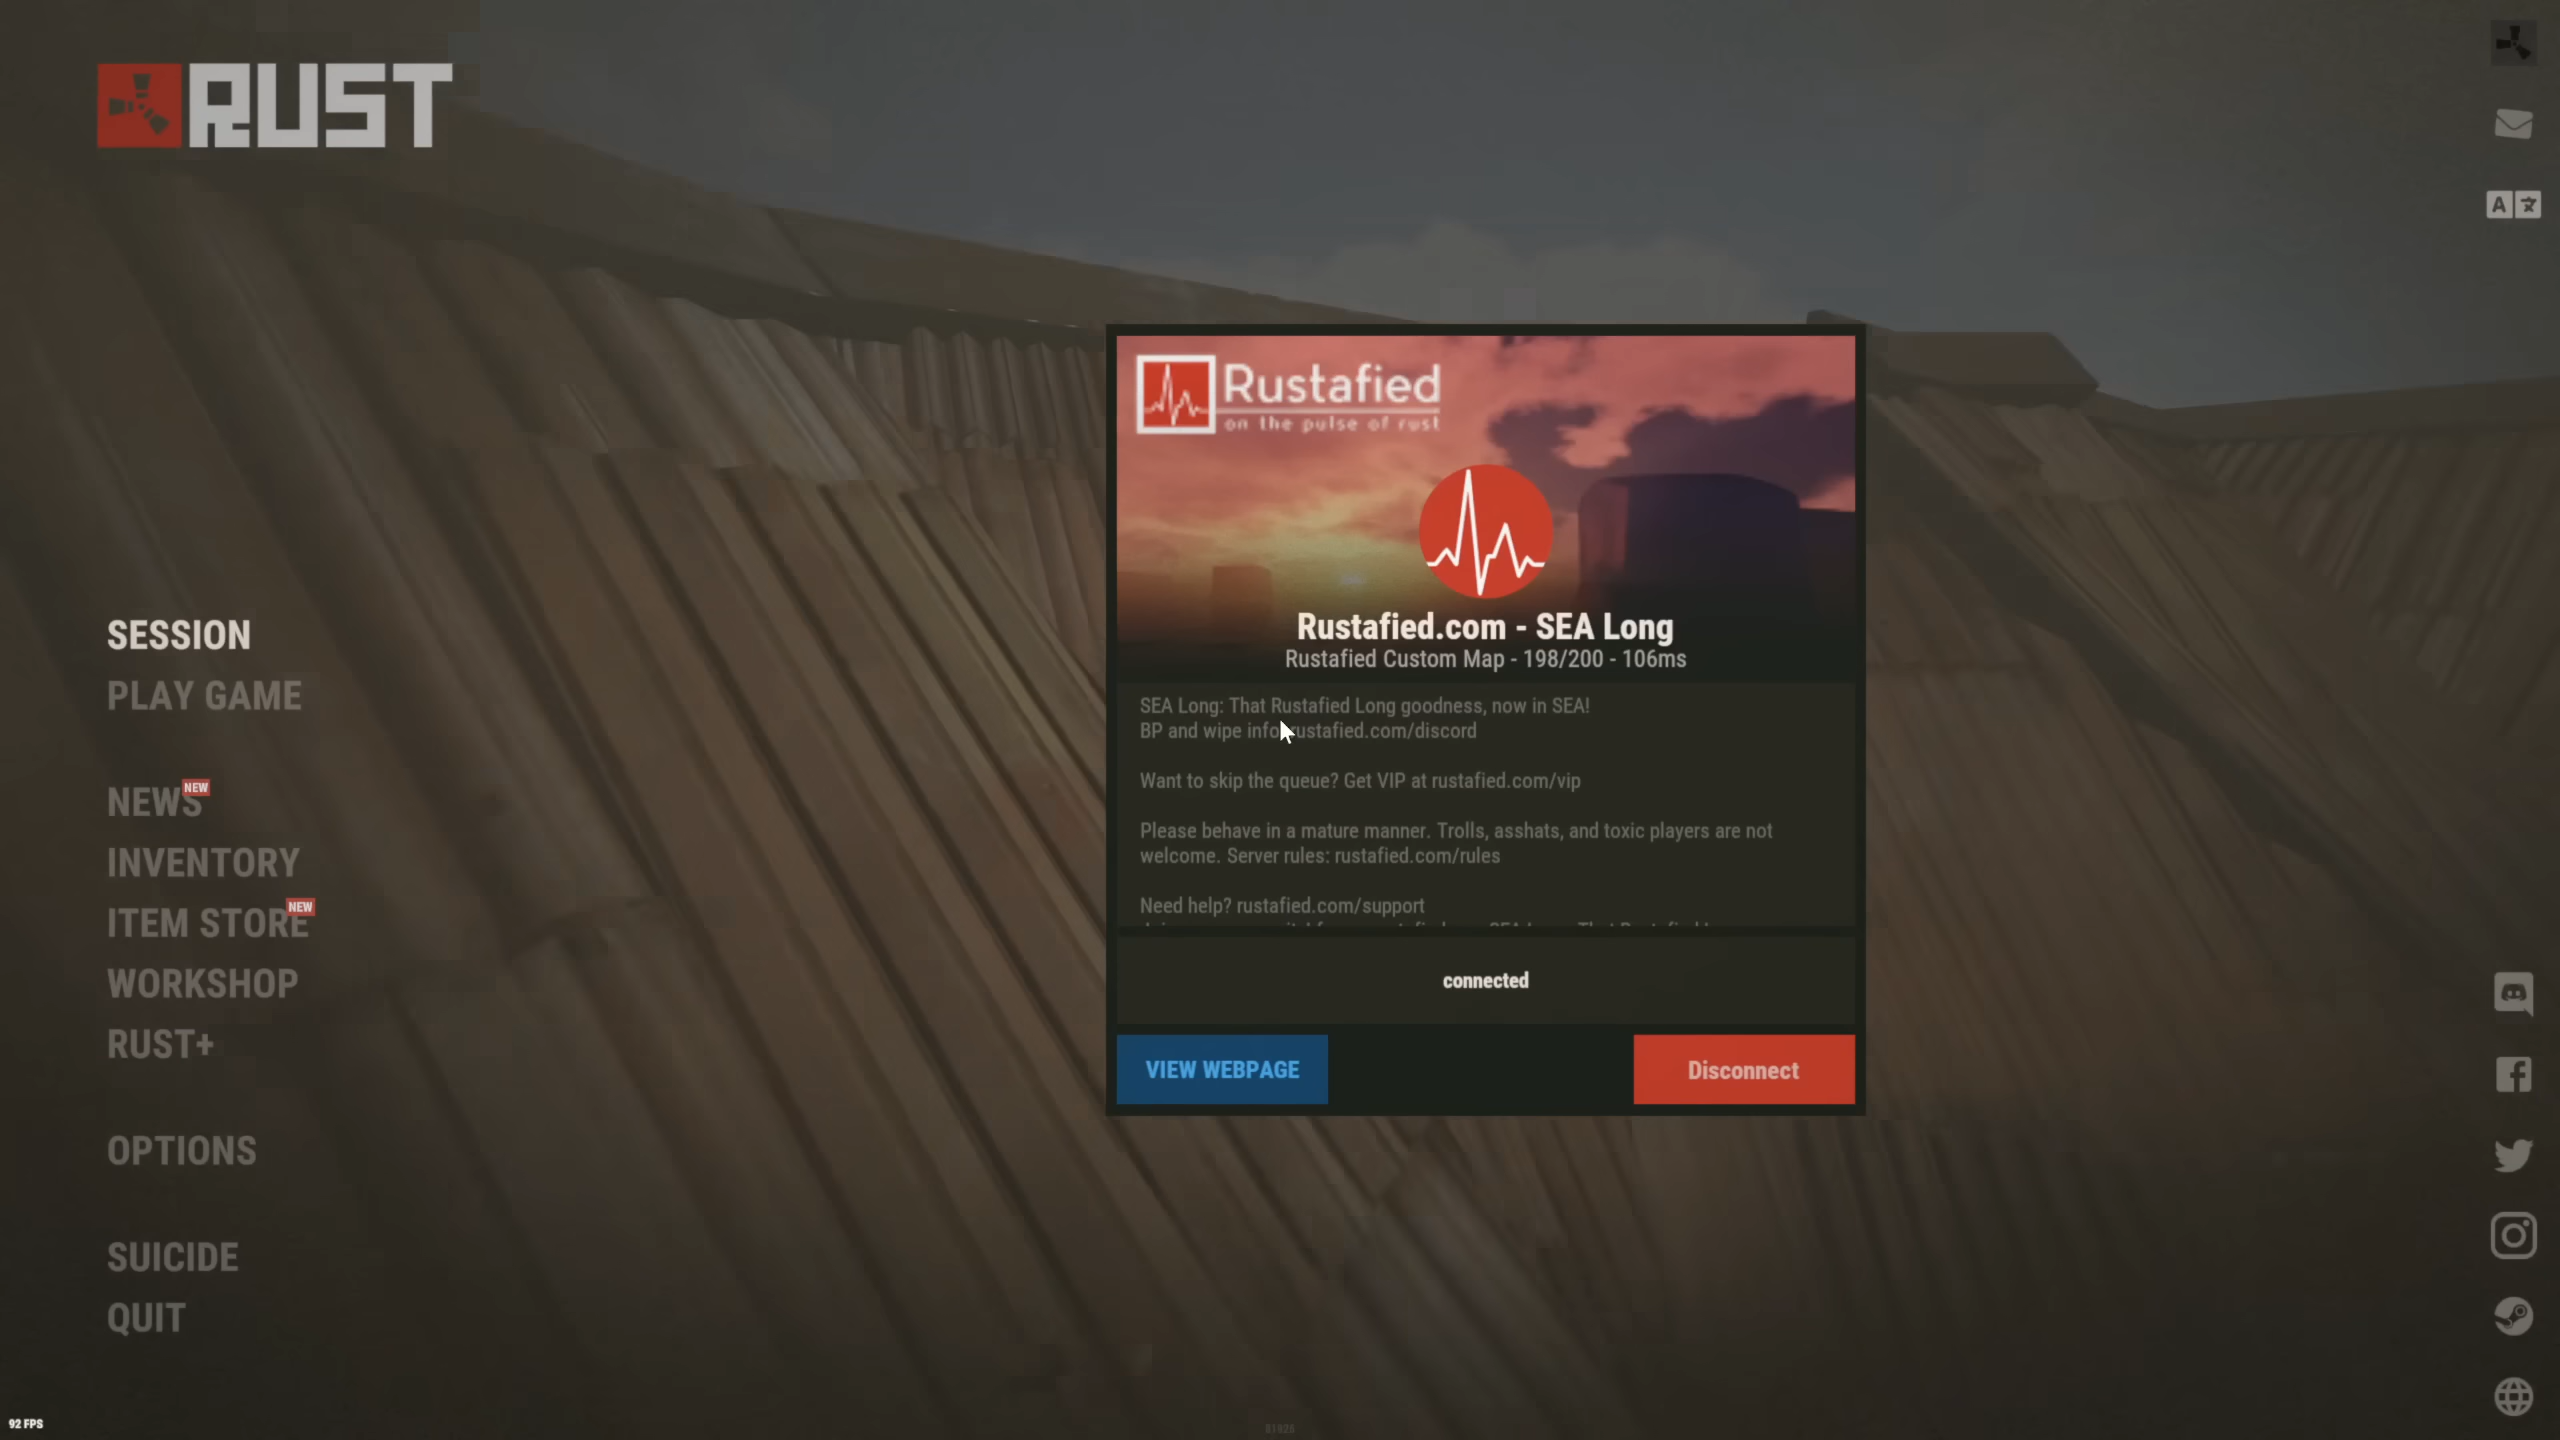 RUST
Rustafied
on the pulse of rust
Rustafied.com - SEA Long
Rustafied Custom Map - 198/200 - 106ms
SEA Long: That Rustafied Long goodness, now in SEA!
BP and wipe info rustafied.com/discord
Want to skip the queue? Get VIP at rustafied.com/vip
Please behave in a mature manner. Trolls, asshats, and toxic players are not
welcome. Server rules: rustafied.com/rules
Need help? rustafied.com/support
connected
VIEW WEBPAGE
Disconnect
SESSION
PLAY GAME
NEWS NEW
INVENTORY
ITEM STORE NEW
WORKSHOP
RUST+
OPTIONS
SUICIDE
QUIT
92 FPS
A